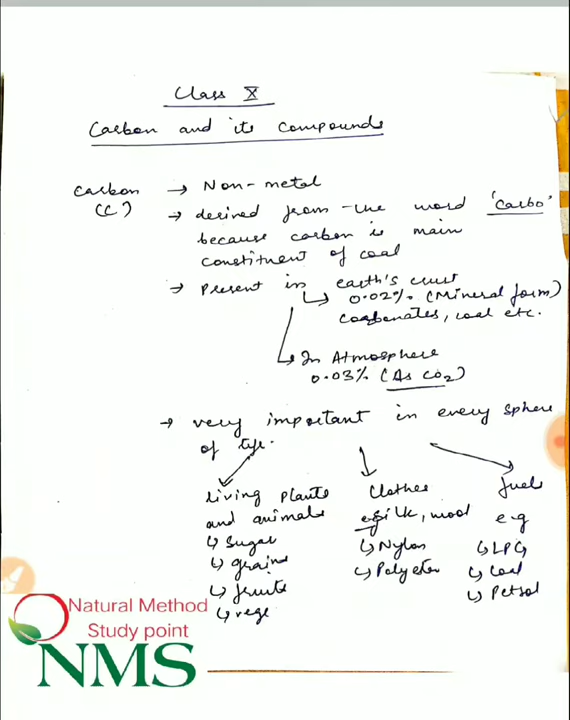 Class X
Carbon and its Compounds
Carbon → Non-metal
(C)
→ derived from the word 'Carbo'
because carbon is main
constituent of coal
→ Present in earth's crust
↳ 0.02% (Mineral form)
carbonates, coal etc.
↳ In Atmosphere
0.03% (As CO2)
→ very important in every sphere
of life.
living plants
and animals
↳ Sugar
↳ grains
↳ fruits
↳ vege
Clothes
eg silk, wool
↳ Nylon
↳ Polyester
fuels
e.g
↳ LPG
↳ Coal
↳ Petrol
Natural Method
Study point
NMS